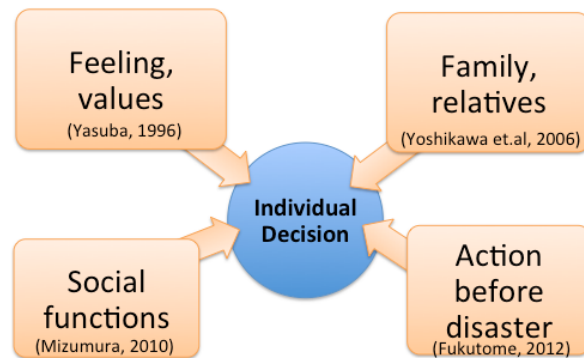 Feeling,
values
(Yasuba, 1996)
Family,
relatives
(Yoshikawa et.al, 2006)
Individual
Decision
Social
functions
(Mizumura, 2010)
Action
before
disaster
(Fukutome, 2012)